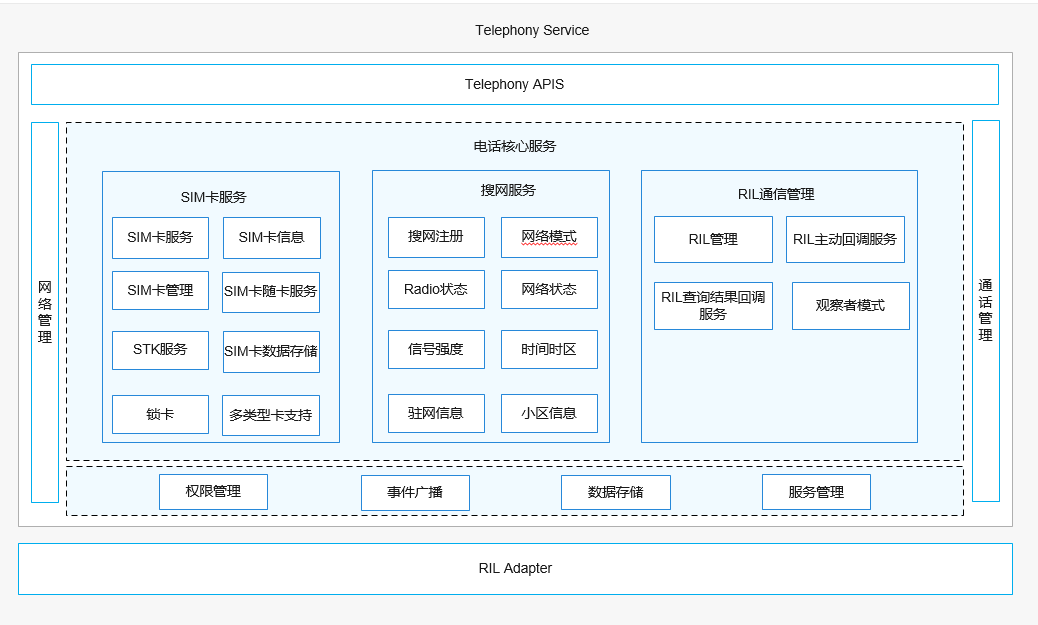 Telephony Service
Telephony APIS
网
络
管
理
电话核心服务
SIM卡服务
SIM卡服务
SIM卡信息
SIM卡管理
SIM卡随卡服务
STK服务
SIM卡数据存储
锁卡
多类型卡支持
搜网服务
搜网注册
网络模式
Radio状态
网络状态
信号强度
时间时区
驻网信息
小区信息
RIL通信管理
RIL管理
RIL主动回调服务
RIL查询结果回调
服务
观察者模式
通
话
管
理
权限管理
事件广播
数据存储
服务管理
RIL Adapter